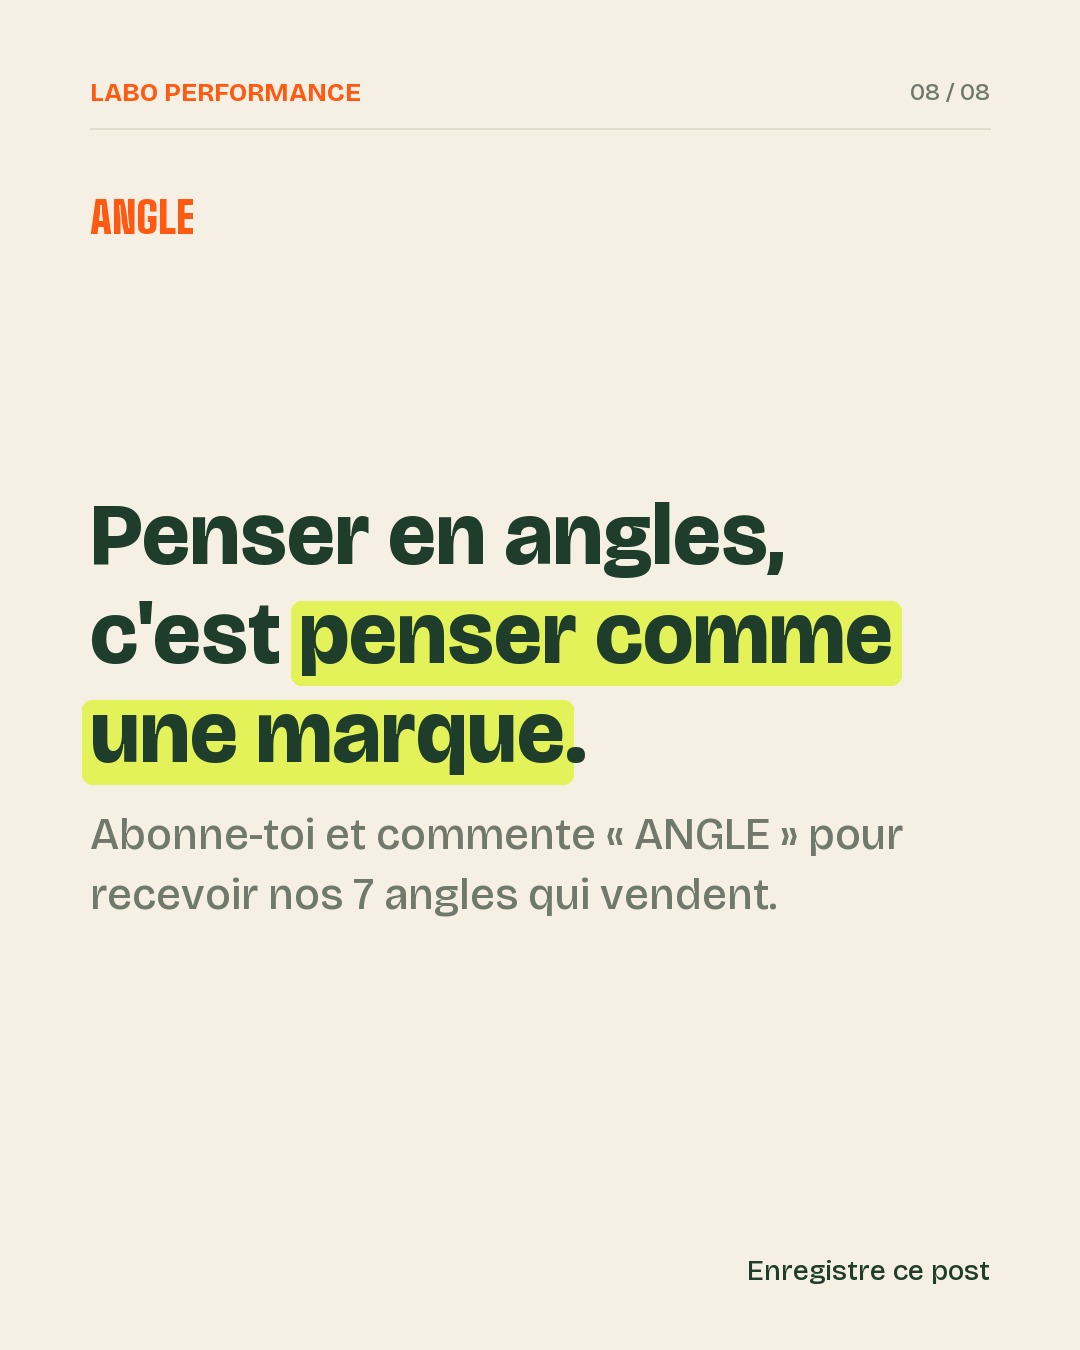 LABO PERFORMANCE
08 / 08
ANGLE
Penser en angles,
c'est penser comme
une marque.
Abonne-toi et commente « ANGLE » pour
recevoir nos 7 angles qui vendent.
Enregistre ce post